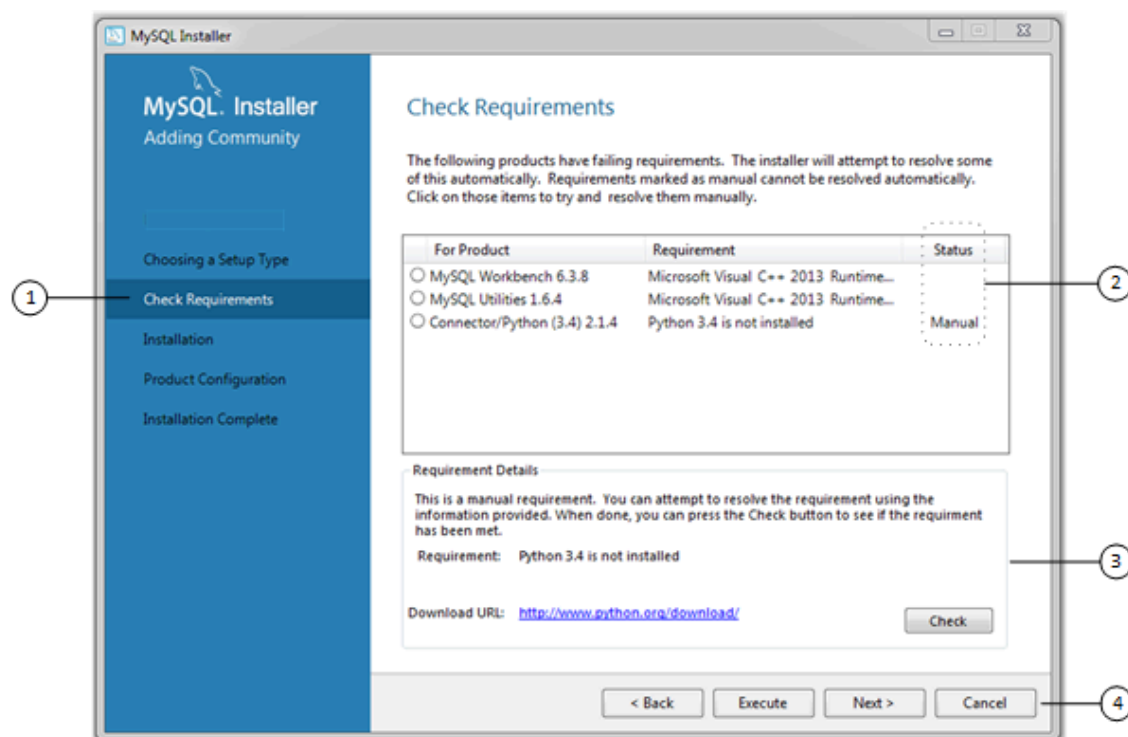 MySQL Installer
MySQL. Installer
Adding Community
Choosing a Setup Type
Check Requirements
Installation
Product Configuration
Installation Complete
1
Check Requirements
The following products have failing requirements. The installer will attempt to resolve some
of this automatically. Requirements marked as manual cannot be resolved automatically.
Click on those items to try and resolve them manually.
For Product Requirement Status
MySQL Workbench 6.3.8 Microsoft Visual C++ 2013 Runtime...
MySQL Utilities 1.6.4 Microsoft Visual C++ 2013 Runtime...
Connector/Python (3.4) 2.1.4 Python 3.4 is not installed Manual
2
Requirement Details
This is a manual requirement. You can attempt to resolve the requirement using the
information provided. When done, you can press the Check button to see if the requirment
has been met.
Requirement: Python 3.4 is not installed
3
Download URL: http://www.python.org/download/
Check
< Back Execute Next > Cancel
4